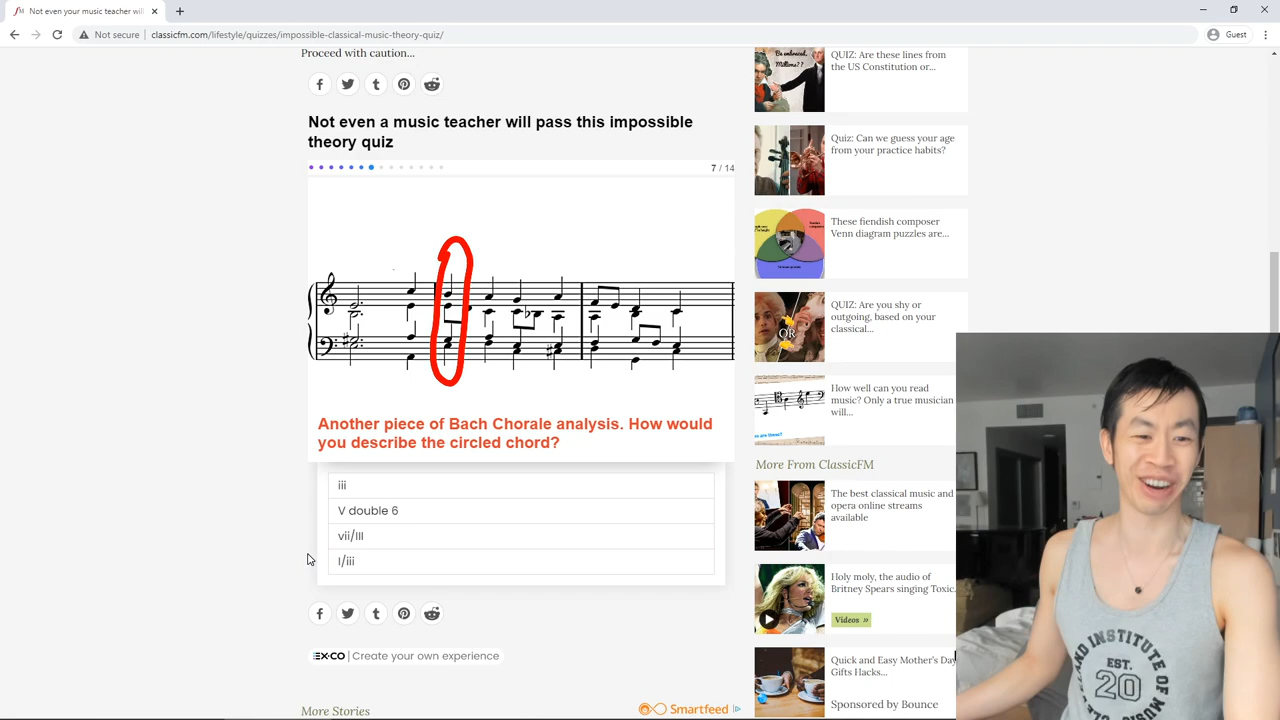 Not even your music teacher wil
Not secure
classicfm.com/lifestyle/quizzes/impossible-classical-music-theory-quiz/
Guest
Proceed with caution...
Not even a music teacher will pass this impossible
theory quiz
7 / 14
Another piece of Bach Chorale analysis. How would
you describe the circled chord?
iii
V double 6
vii/III
I/iii
EX.CO | Create your own experience
More Stories
Smartfeed
Be embraced,
Millions??
QUIZ: Are these lines from
the US Constitution or...
Quiz: Can we guess your age
from your practice habits?
These fiendish composer
Venn diagram puzzles are...
OR
QUIZ: Are you shy or
outgoing, based on your
classical...
How well can you read
music? Only a true musician
will...
More From ClassicFM
The best classical music and
opera online streams
available
Holy moly, the audio of
Britney Spears singing Toxic.
Videos »
Quick and Easy Mother's Day
Gifts Hacks...
Sponsored by Bounce
AND INSTITUTE OF
EST.
20